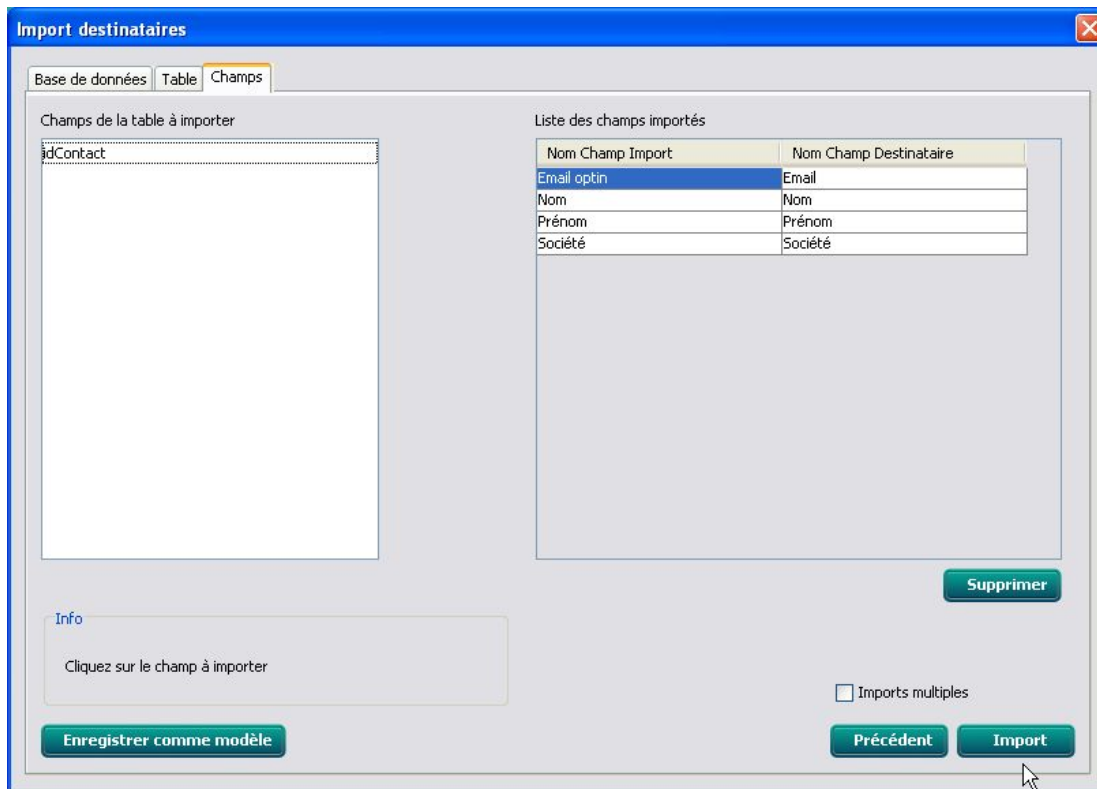 Import destinataires
Base de données Table Champs
Champs de la table à importer
Liste des champs importés
idContact
Nom Champ Import Nom Champ Destinataire
Email optin Email
Nom Nom
Prénom Prénom
Société Société
Supprimer
Info
Cliquez sur le champ à importer
Imports multiples
Enregistrer comme modèle
Précédent
Import